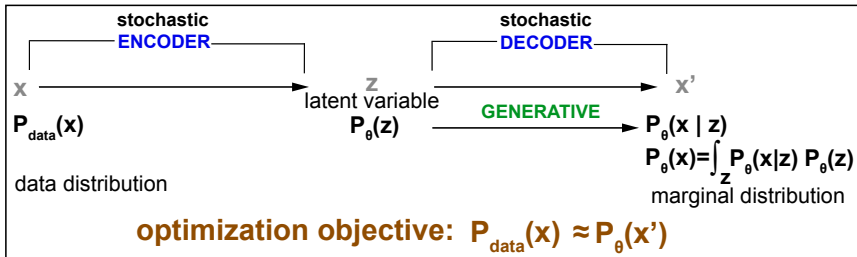 stochastic stochastic
ENCODER DECODER
x z x'
latent variable
GENERATIVE
P_data(x) P_θ(z) P_θ(x | z)
P_θ(x)=∫_z P_θ(x|z) P_θ(z)
data distribution marginal distribution
optimization objective: P_data(x) ≈ P_θ(x')